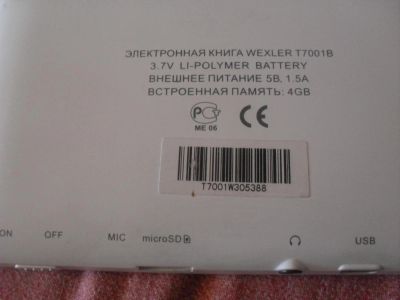 ЭЛЕКТРОННАЯ КНИГА WEXLER T7001B
3.7V LI-POLYMER BATTERY
ВНЕШНЕЕ ПИТАНИЕ 5В, 1.5А
ВСТРОЕННАЯ ПАМЯТЬ: 4GB
РСТ CE
ME 06
T7001W305388
ON OFF MIC microSD USB